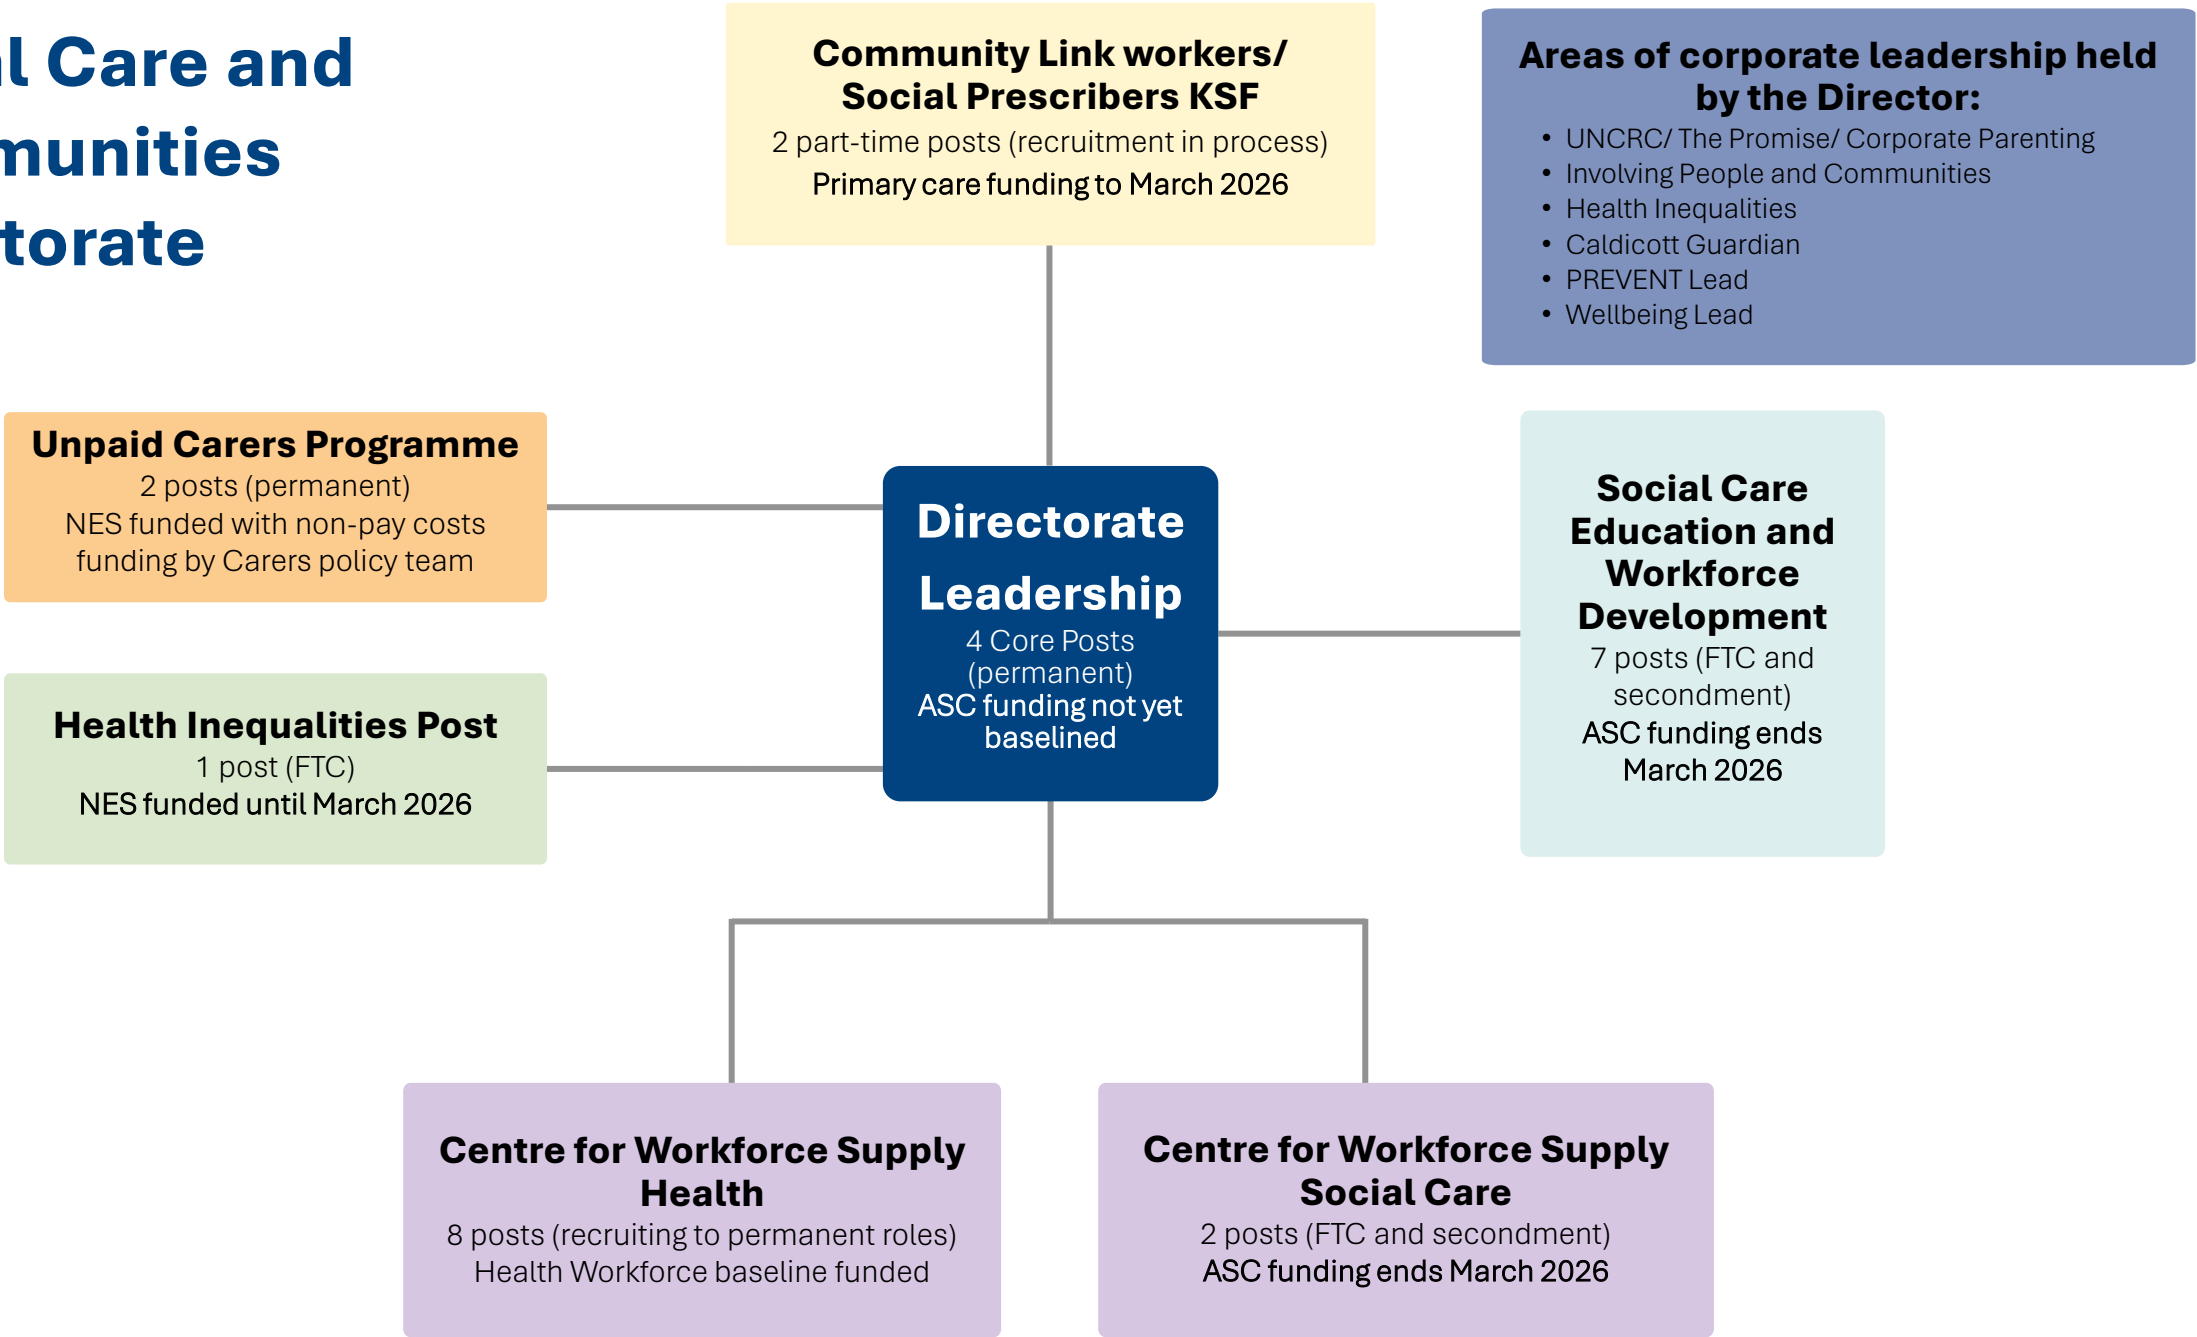 l Care and
munities
torate
Community Link workers/
Social Prescribers KSF
2 part-time posts (recruitment in process)
Primary care funding to March 2026
Areas of corporate leadership held
by the Director:
• UNCRC/ The Promise/ Corporate Parenting
• Involving People and Communities
• Health Inequalities
• Caldicott Guardian
• PREVENT Lead
• Wellbeing Lead
Unpaid Carers Programme
2 posts (permanent)
NES funded with non-pay costs
funding by Carers policy team
Health Inequalities Post
1 post (FTC)
NES funded until March 2026
Directorate
Leadership
4 Core Posts
(permanent)
ASC funding not yet
baselined
Social Care
Education and
Workforce
Development
7 posts (FTC and
secondment)
ASC funding ends
March 2026
Centre for Workforce Supply
Health
8 posts (recruiting to permanent roles)
Health Workforce baseline funded
Centre for Workforce Supply
Social Care
2 posts (FTC and secondment)
ASC funding ends March 2026